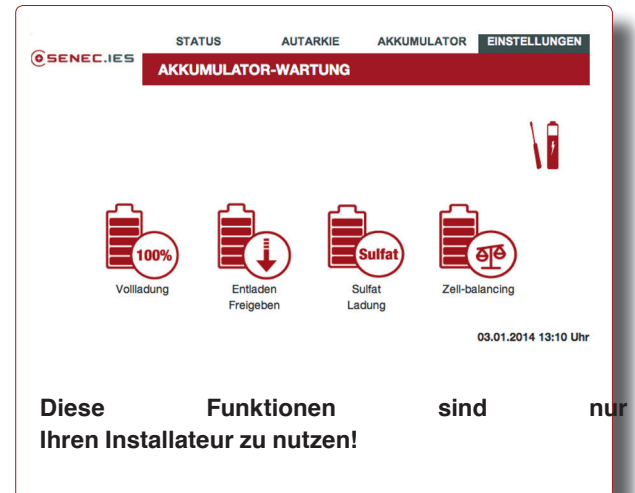 SENEC.IES
STATUS AUTARKIE AKKUMULATOR EINSTELLUNGEN
AKKUMULATOR-WARTUNG
100% Sulfat
Vollladung Entladen Sulfat Zell-balancing
Freigeben Ladung
03.01.2014 13:10 Uhr
Diese Funktionen sind nur
Ihren Installateur zu nutzen!